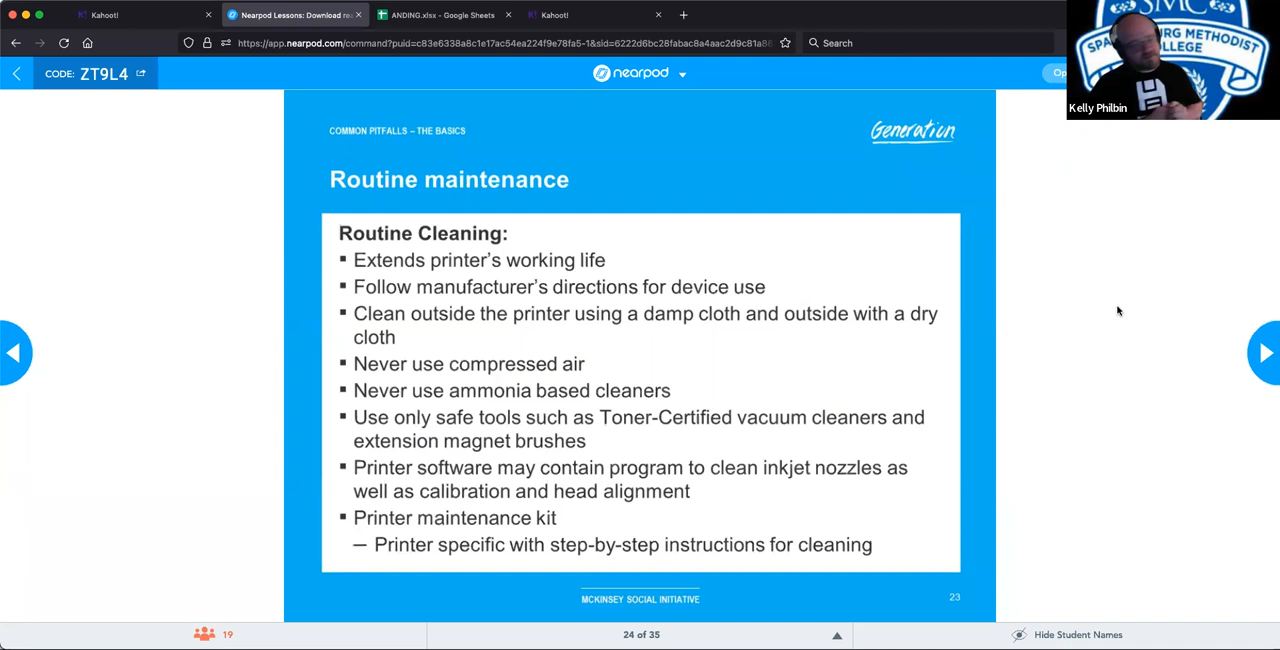 Kahoot!
Nearpod Lessons: Download re
ANDING.xlsx - Google Sheets
Kahoot!
https://app.nearpod.com/command?puid=c83e6338a8c1e17ac54ea224f9e78fa5-1&sid=6222d6bc28fabac8a4aac2d9c81a8
Search
CODE: ZT9L4
nearpod
Op
SMC
METHODIST
COLLEGE
Kelly Philbin
COMMON PITFALLS – THE BASICS
Generation
Routine maintenance
Routine Cleaning:
▪ Extends printer's working life
▪ Follow manufacturer's directions for device use
▪ Clean outside the printer using a damp cloth and outside with a dry
cloth
▪ Never use compressed air
▪ Never use ammonia based cleaners
▪ Use only safe tools such as Toner-Certified vacuum cleaners and
extension magnet brushes
▪ Printer software may contain program to clean inkjet nozzles as
well as calibration and head alignment
▪ Printer maintenance kit
– Printer specific with step-by-step instructions for cleaning
MCKINSEY SOCIAL INITIATIVE
23
19
24 of 35
Hide Student Names